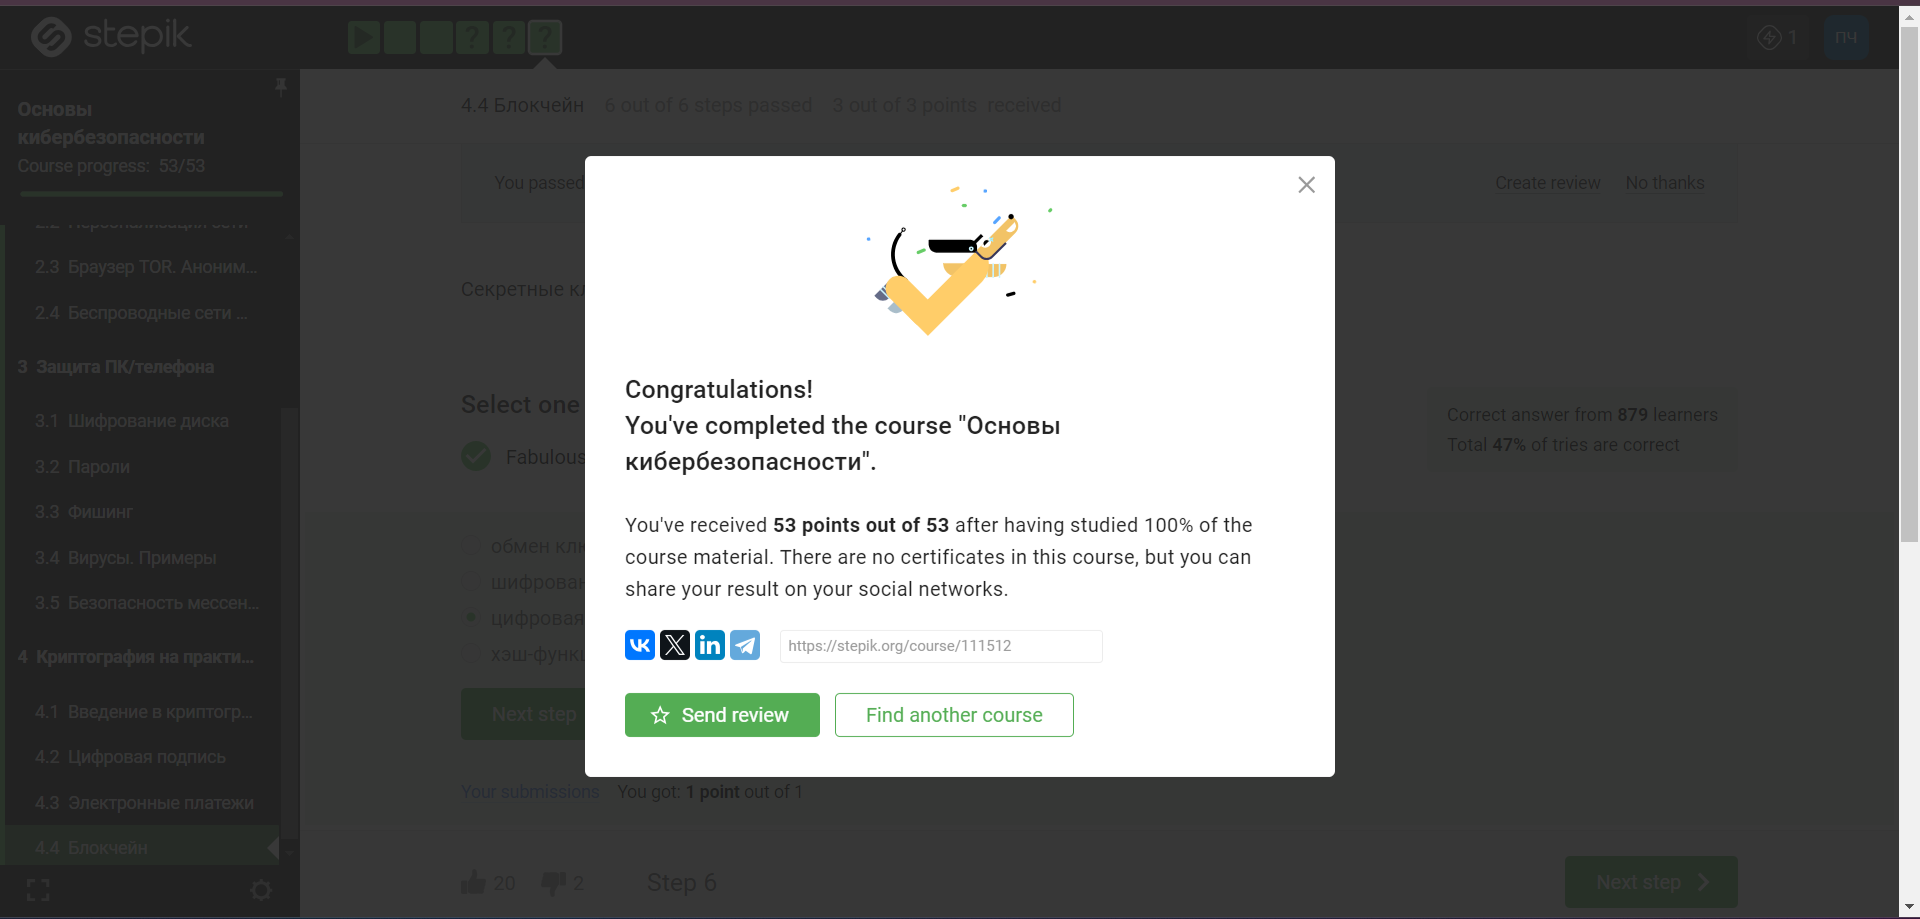 stepik
?
?
?
1
ПЧ
Основы
кибербезопасности
Course progress: 53/53
2.3 Браузер TOR. Аноним...
2.4 Беспроводные сети ...
3 Защита ПК/телефона
3.1 Шифрование диска
3.2 Пароли
3.3 Фишинг
3.4 Вирусы. Примеры
3.5 Безопасность мессен...
4 Криптография на практи...
4.1 Введение в криптогр...
4.2 Цифровая подпись
4.3 Электронные платежи
4.4 Блокчейн
4.4 Блокчейн 6 out of 6 steps passed 3 out of 3 points received
You passed
Create review No thanks
Секретные
Select one
Fabulous
Correct answer from 879 learners
Total 47% of tries are correct
обмен
цифровая
Next step
Your submissions You got: 1 point out of 1
20 2 Step 6
Next step
Congratulations!
You've completed the course "Основы
кибербезопасности".
You've received 53 points out of 53 after having studied 100% of the
course material. There are no certificates in this course, but you can
share your result on your social networks.
https://stepik.org/course/111512
Send review
Find another course